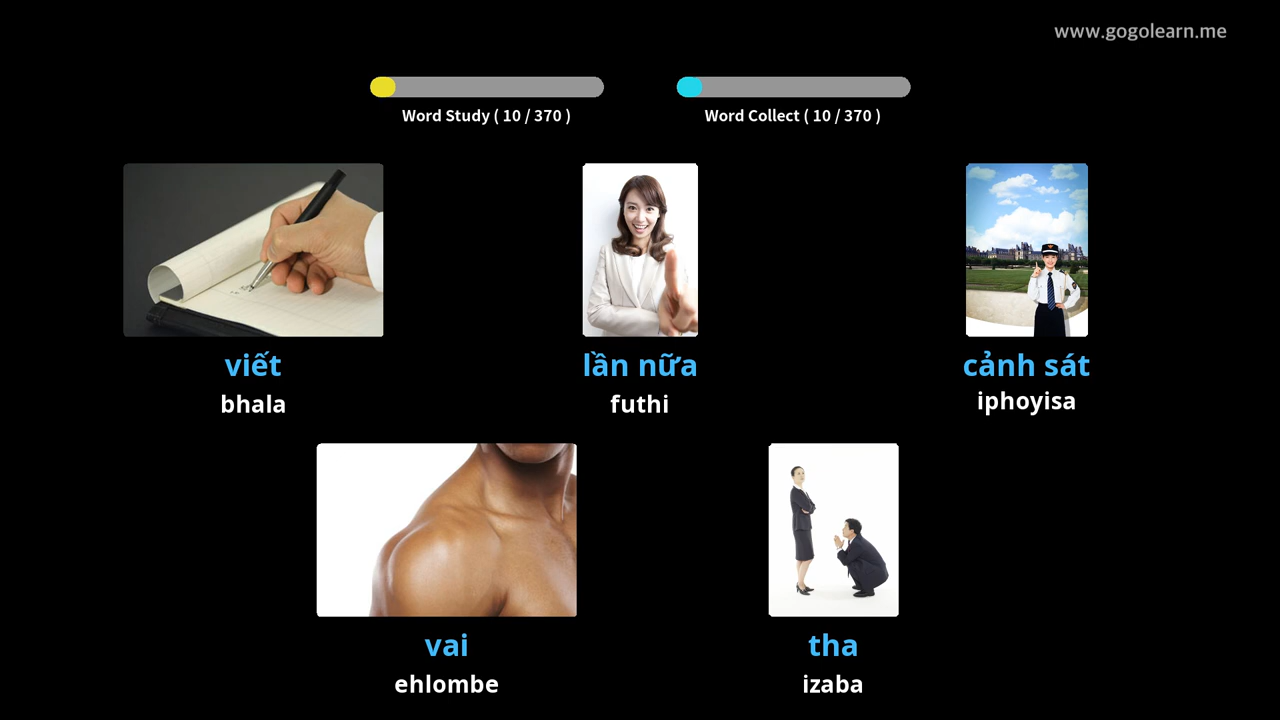 www.gogolearn.me
Word Study ( 10 / 370 )
Word Collect ( 10 / 370 )
viết
bhala
lần nữa
futhi
cảnh sát
iphoyisa
vai
ehlombe
tha
izaba